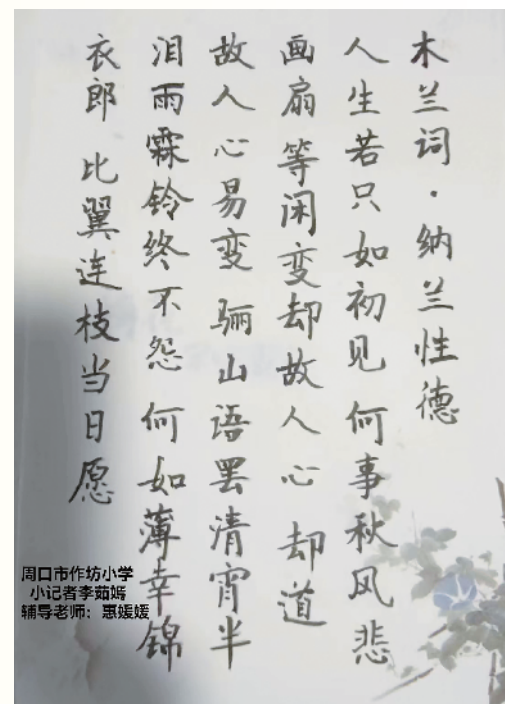 木兰词·纳兰性德
人生若只如初见 何事秋风悲
画扇等闲变却故人心 却道
故人心易变 骊山语罢清宵半
泪雨霖铃终不怨 何如薄幸锦
衣郎 比翼连枝当日愿
周口市作坊小学
小记者李茹嫣
辅导老师：惠媛媛